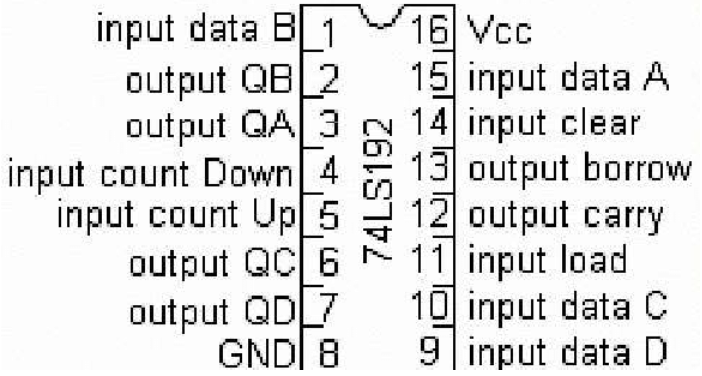 input data B 1 16 Vcc
output QB 2 15 input data A
output QA 3 14 input clear
input count Down 4 13 output borrow
input count Up 5 12 output carry
output QC 6 11 input load
output QD 7 10 input data C
GND 8 9 input data D
74LS192